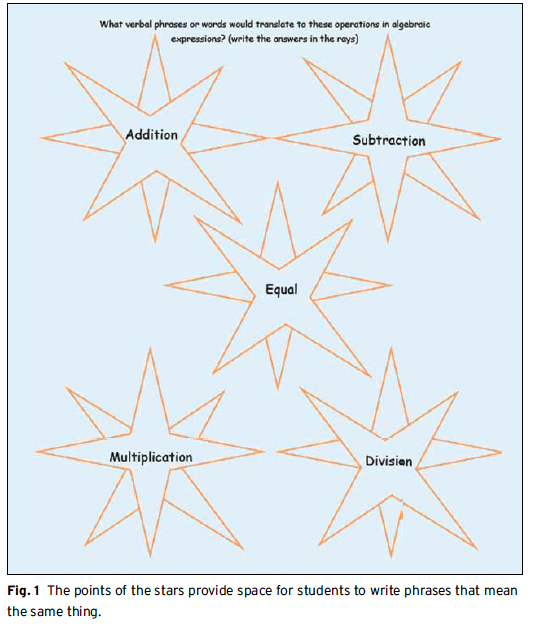 What verbal phrases or words would translate to these operations in algebraic
expressions? (write the answers in the rays)
Addition
Subtraction
Equal
Multiplication
Division
Fig. 1 The points of the stars provide space for students to write phrases that mean
the same thing.